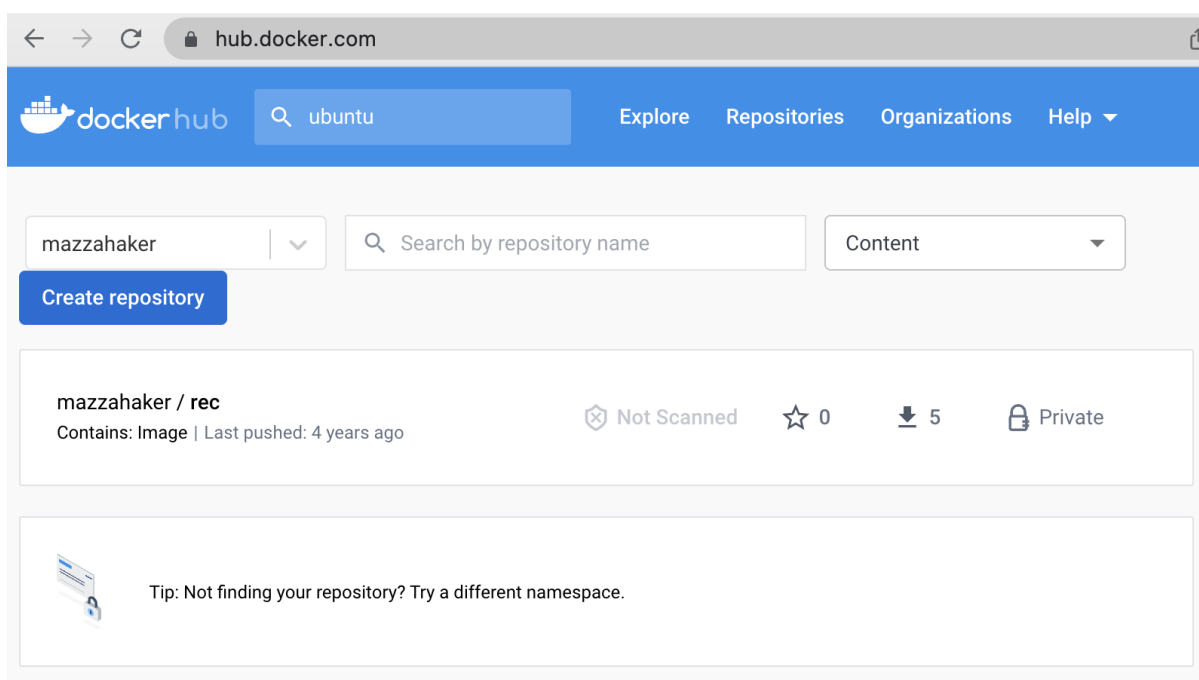 hub.docker.com
dockerhub ubuntu Explore Repositories Organizations Help
mazzahaker Search by repository name Content
Create repository
mazzahaker / rec
Contains: Image | Last pushed: 4 years ago
Not Scanned 0 5 Private
Tip: Not finding your repository? Try a different namespace.